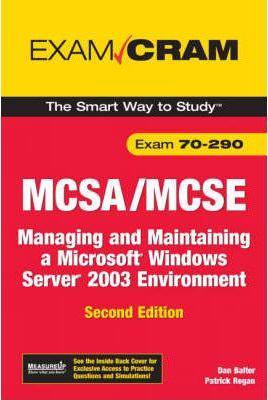 EXAM CRAM
The Smart Way to Study™
Exam 70-290
MCSA/MCSE
Managing and Maintaining
a Microsoft® Windows
Server® 2003 Environment
Second Edition
MEASUREUP
See the Inside Back Cover for
Exclusive Access to Practice
Questions and Simulations!
Dan Balter
Patrick Regan